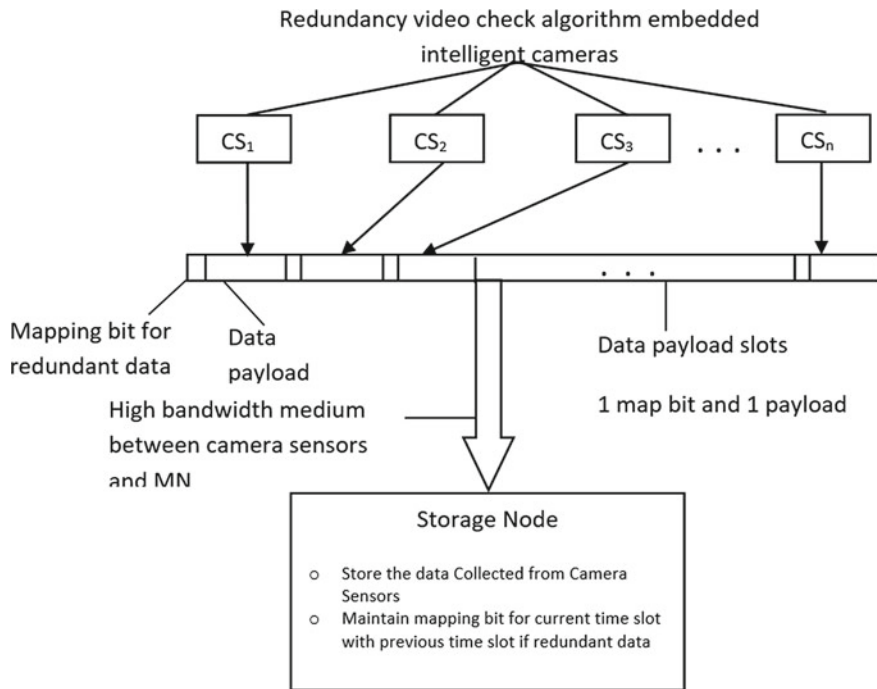 Redundancy video check algorithm embedded
intelligent cameras
CS₁
CS₂
CS₃
. . .
CSₙ
. . .
Mapping bit for
redundant data
Data
payload
Data payload slots
1 map bit and 1 payload
High bandwidth medium
between camera sensors
and MN
Storage Node
○ Store the data Collected from Camera
Sensors
○ Maintain mapping bit for current time slot
with previous time slot if redundant data